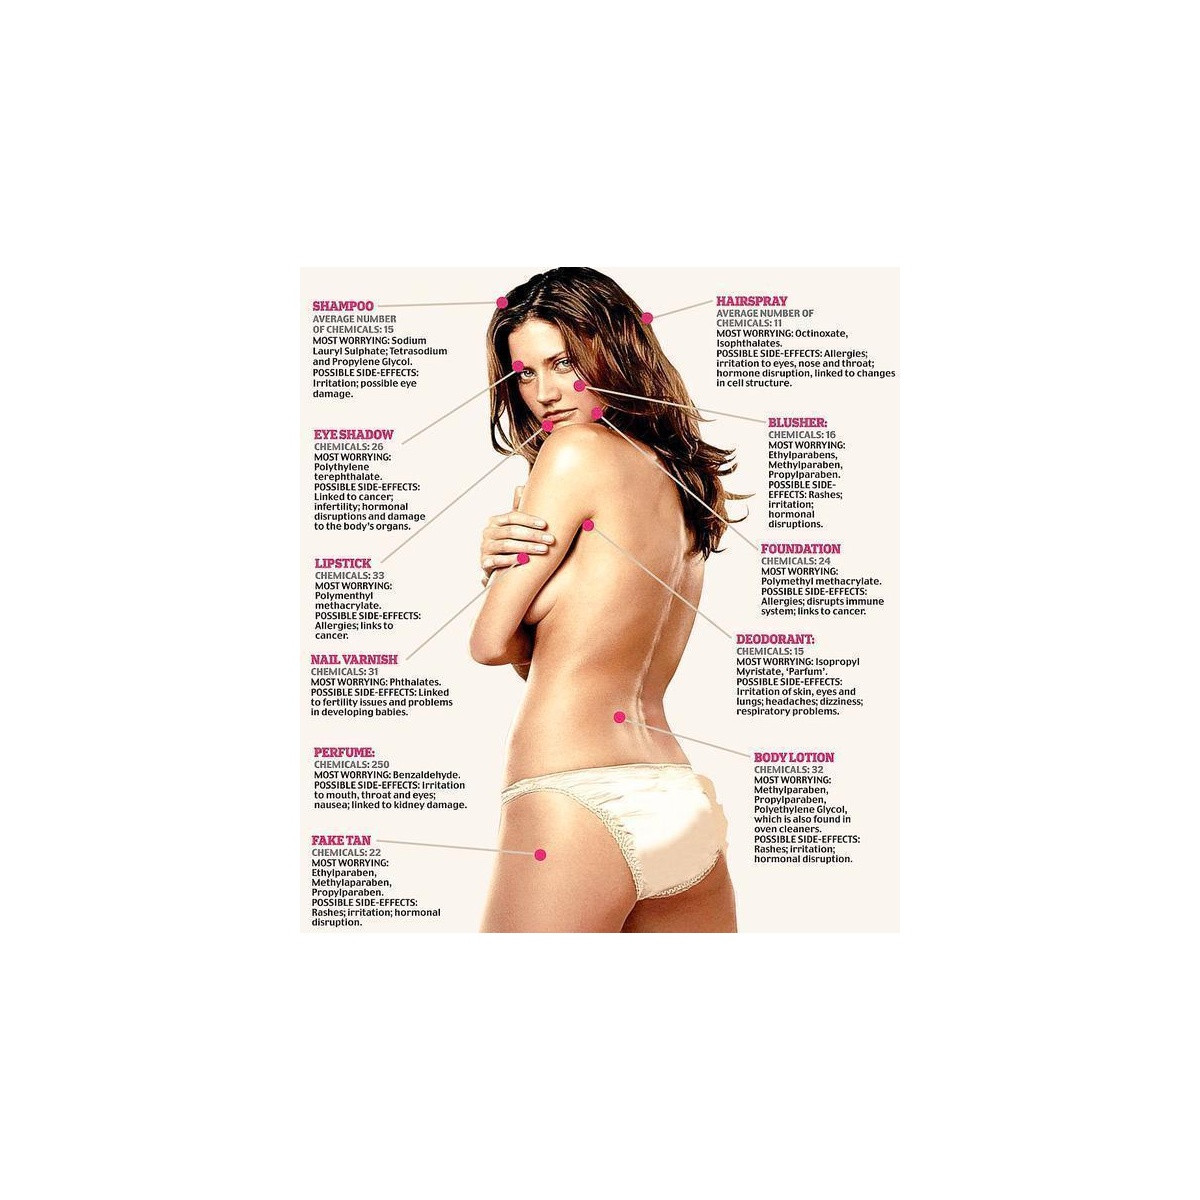 SHAMPOO
AVERAGE NUMBER
OF CHEMICALS: 15
MOST WORRYING: Sodium
Lauryl Sulphate; Tetrasodium
and Propylene Glycol.
POSSIBLE SIDE-EFFECTS:
Irritation; possible eye
damage.
EYE SHADOW
CHEMICALS: 26
MOST WORRYING:
Polythylene
terephthalate.
POSSIBLE SIDE-EFFECTS:
Linked to cancer;
infertility; hormonal
disruptions and damage
to the body's organs.
LIPSTICK
CHEMICALS: 33
MOST WORRYING:
Polymenthyl
methacrylate.
POSSIBLE SIDE-EFFECTS:
Allergies; links to
cancer.
NAIL VARNISH
CHEMICALS: 31
MOST WORRYING: Phthalates.
POSSIBLE SIDE-EFFECTS: Linked
to fertility issues and problems
in developing babies.
PERFUME:
CHEMICALS: 250
MOST WORRYING: Benzaldehyde.
POSSIBLE SIDE-EFFECTS: Irritation
to mouth, throat and eyes;
nausea; linked to kidney damage.
FAKE TAN
CHEMICALS: 22
MOST WORRYING:
Ethylparaben,
Methylaparaben,
Propylparaben.
POSSIBLE SIDE-EFFECTS:
Rashes; irritation; hormonal
disruption.
HAIRSPRAY
AVERAGE NUMBER OF
CHEMICALS: 11
MOST WORRYING: Octinoxate,
Isophthalates.
POSSIBLE SIDE-EFFECTS: Allergies;
irritation to eyes, nose and throat;
hormone disruption, linked to changes
in cell structure.
BLUSHER:
CHEMICALS: 16
MOST WORRYING:
Ethylparabens,
Methylparaben,
Propylparaben.
POSSIBLE SIDE-
EFFECTS: Rashes;
irritation;
hormonal
disruptions.
FOUNDATION
CHEMICALS: 24
MOST WORRYING:
Polymethyl methacrylate.
POSSIBLE SIDE-EFFECTS:
Allergies; disrupts immune
system; links to cancer.
DEODORANT:
CHEMICALS: 15
MOST WORRYING: Isopropyl
Myristate, 'Parfum'.
POSSIBLE SIDE-EFFECTS:
Irritation of skin, eyes and
lungs; headaches; dizziness;
respiratory problems.
BODY LOTION
CHEMICALS: 32
MOST WORRYING:
Methylparaben,
Propylparaben,
Polyethylene Glycol,
which is also found in
oven cleaners.
POSSIBLE SIDE-EFFECTS:
Rashes; irritation;
hormonal disruption.